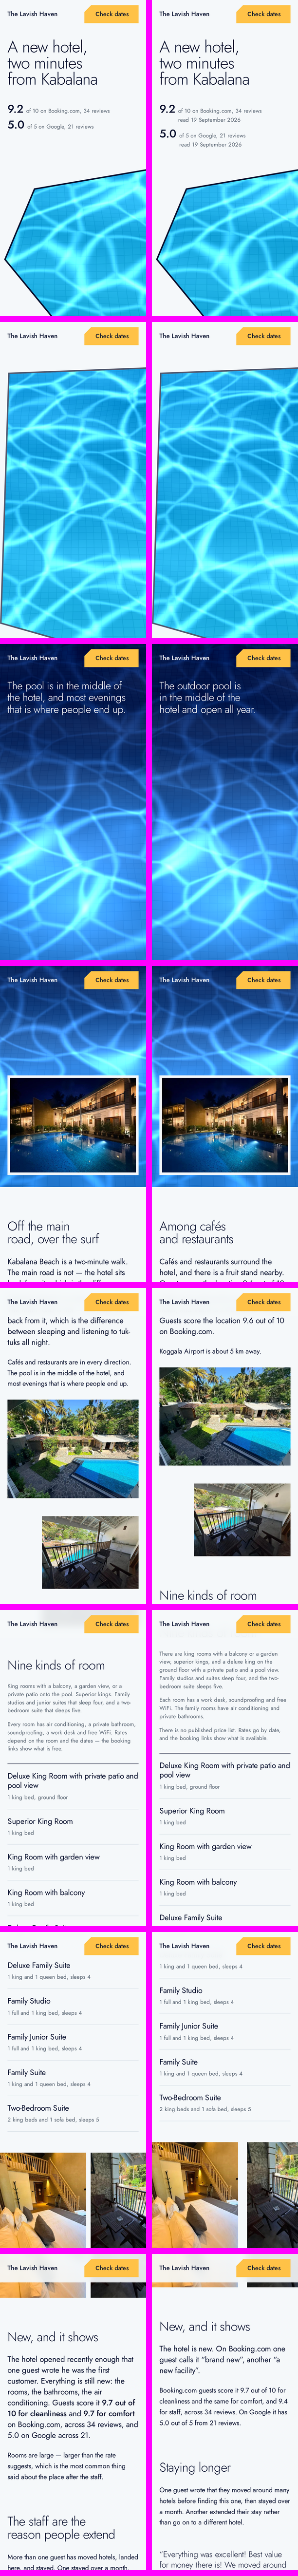 The Lavish Haven
Check dates
A new hotel,
two minutes
from Kabalana
9.2 of 10 on Booking.com, 34 reviews
5.0 of 5 on Google, 21 reviews
The Lavish Haven
Check dates
A new hotel,
two minutes
from Kabalana
9.2 of 10 on Booking.com, 34 reviews
read 19 September 2026
5.0 of 5 on Google, 21 reviews
read 19 September 2026
The Lavish Haven
Check dates
The Lavish Haven
Check dates
The Lavish Haven
Check dates
The pool is in the middle of
the hotel, and most evenings
that is where people end up.
The Lavish Haven
Check dates
The outdoor pool is
in the middle of the
hotel and open all year.
The Lavish Haven
Check dates
Off the main
road, over the surf
Kabalana Beach is a two-minute walk.
The main road is not — the hotel sits
The Lavish Haven
Check dates
Among cafés
and restaurants
Cafés and restaurants surround the
hotel, and there is a fruit stand nearby.
The Lavish Haven
Check dates
back from it, which is the difference
between sleeping and listening to tuk-
tuks all night.
Cafés and restaurants are in every direction.
The pool is in the middle of the hotel, and
most evenings that is where people end up.
The Lavish Haven
Check dates
Guests score the location 9.6 out of 10
on Booking.com.
Koggala Airport is about 5 km away.
Nine kinds of room
The Lavish Haven
Check dates
Nine kinds of room
King rooms with a balcony, a garden view, or a
private patio onto the pool. Superior kings. Family
studios and junior suites that sleep four, and a two-
bedroom suite that sleeps five.
Every room has air conditioning, a private bathroom,
soundproofing, a work desk and free WiFi. Rates
depend on the room and the dates — the booking
links show what is free.
Deluxe King Room with private patio and
pool view
1 king bed, ground floor
Superior King Room
1 king bed
King Room with garden view
1 king bed
King Room with balcony
1 king bed
The Lavish Haven
Check dates
There are king rooms with a balcony or a garden
view, superior kings, and a deluxe king on the
ground floor with a private patio and a pool view.
Family studios and suites sleep four, and the two-
bedroom suite sleeps five.
Each room has a work desk, soundproofing and free
WiFi. The family rooms have air conditioning and
private bathrooms.
There is no published price list. Rates go by date,
and the booking links show what is available.
Deluxe King Room with private patio and
pool view
1 king bed, ground floor
Superior King Room
1 king bed
King Room with garden view
1 king bed
King Room with balcony
1 king bed
Deluxe Family Suite
The Lavish Haven
Check dates
Deluxe Family Suite
1 king and 1 queen bed, sleeps 4
Family Studio
1 full and 1 king bed, sleeps 4
Family Junior Suite
1 full and 1 king bed, sleeps 4
Family Suite
1 king and 1 queen bed, sleeps 4
Two-Bedroom Suite
2 king beds and 1 sofa bed, sleeps 5
The Lavish Haven
Check dates
1 king and 1 queen bed, sleeps 4
Family Studio
1 full and 1 king bed, sleeps 4
Family Junior Suite
1 full and 1 king bed, sleeps 4
Family Suite
1 king and 1 queen bed, sleeps 4
Two-Bedroom Suite
2 king beds and 1 sofa bed, sleeps 5
The Lavish Haven
Check dates
New, and it shows
The hotel opened recently enough that
one guest wrote he was the first
customer. Everything is still new: the
rooms, the bathrooms, the air
conditioning. Guests score it 9.7 out of
10 for cleanliness and 9.7 for comfort
on Booking.com, across 34 reviews, and
5.0 on Google across 21.
Rooms are large — larger than the rate
suggests, which is the most common thing
said about the place after the staff.
The staff are the
reason people extend
More than one guest has moved hotels, landed
here, and stayed. One stayed over a month.
The Lavish Haven
Check dates
New, and it shows
The hotel is new. On Booking.com one
guest calls it “brand new”, another “a
new facility”.
Booking.com guests score it 9.7 out of 10 for
cleanliness and the same for comfort, and 9.4
for staff, across 34 reviews. On Google it has
5.0 out of 5 from 21 reviews.
Staying longer
One guest wrote that they moved around many
hotels before finding this one, then stayed over
a month. Another extended their stay rather
than go on to a different hotel.
“Everything was excellent! Best value
for money there is! We moved around